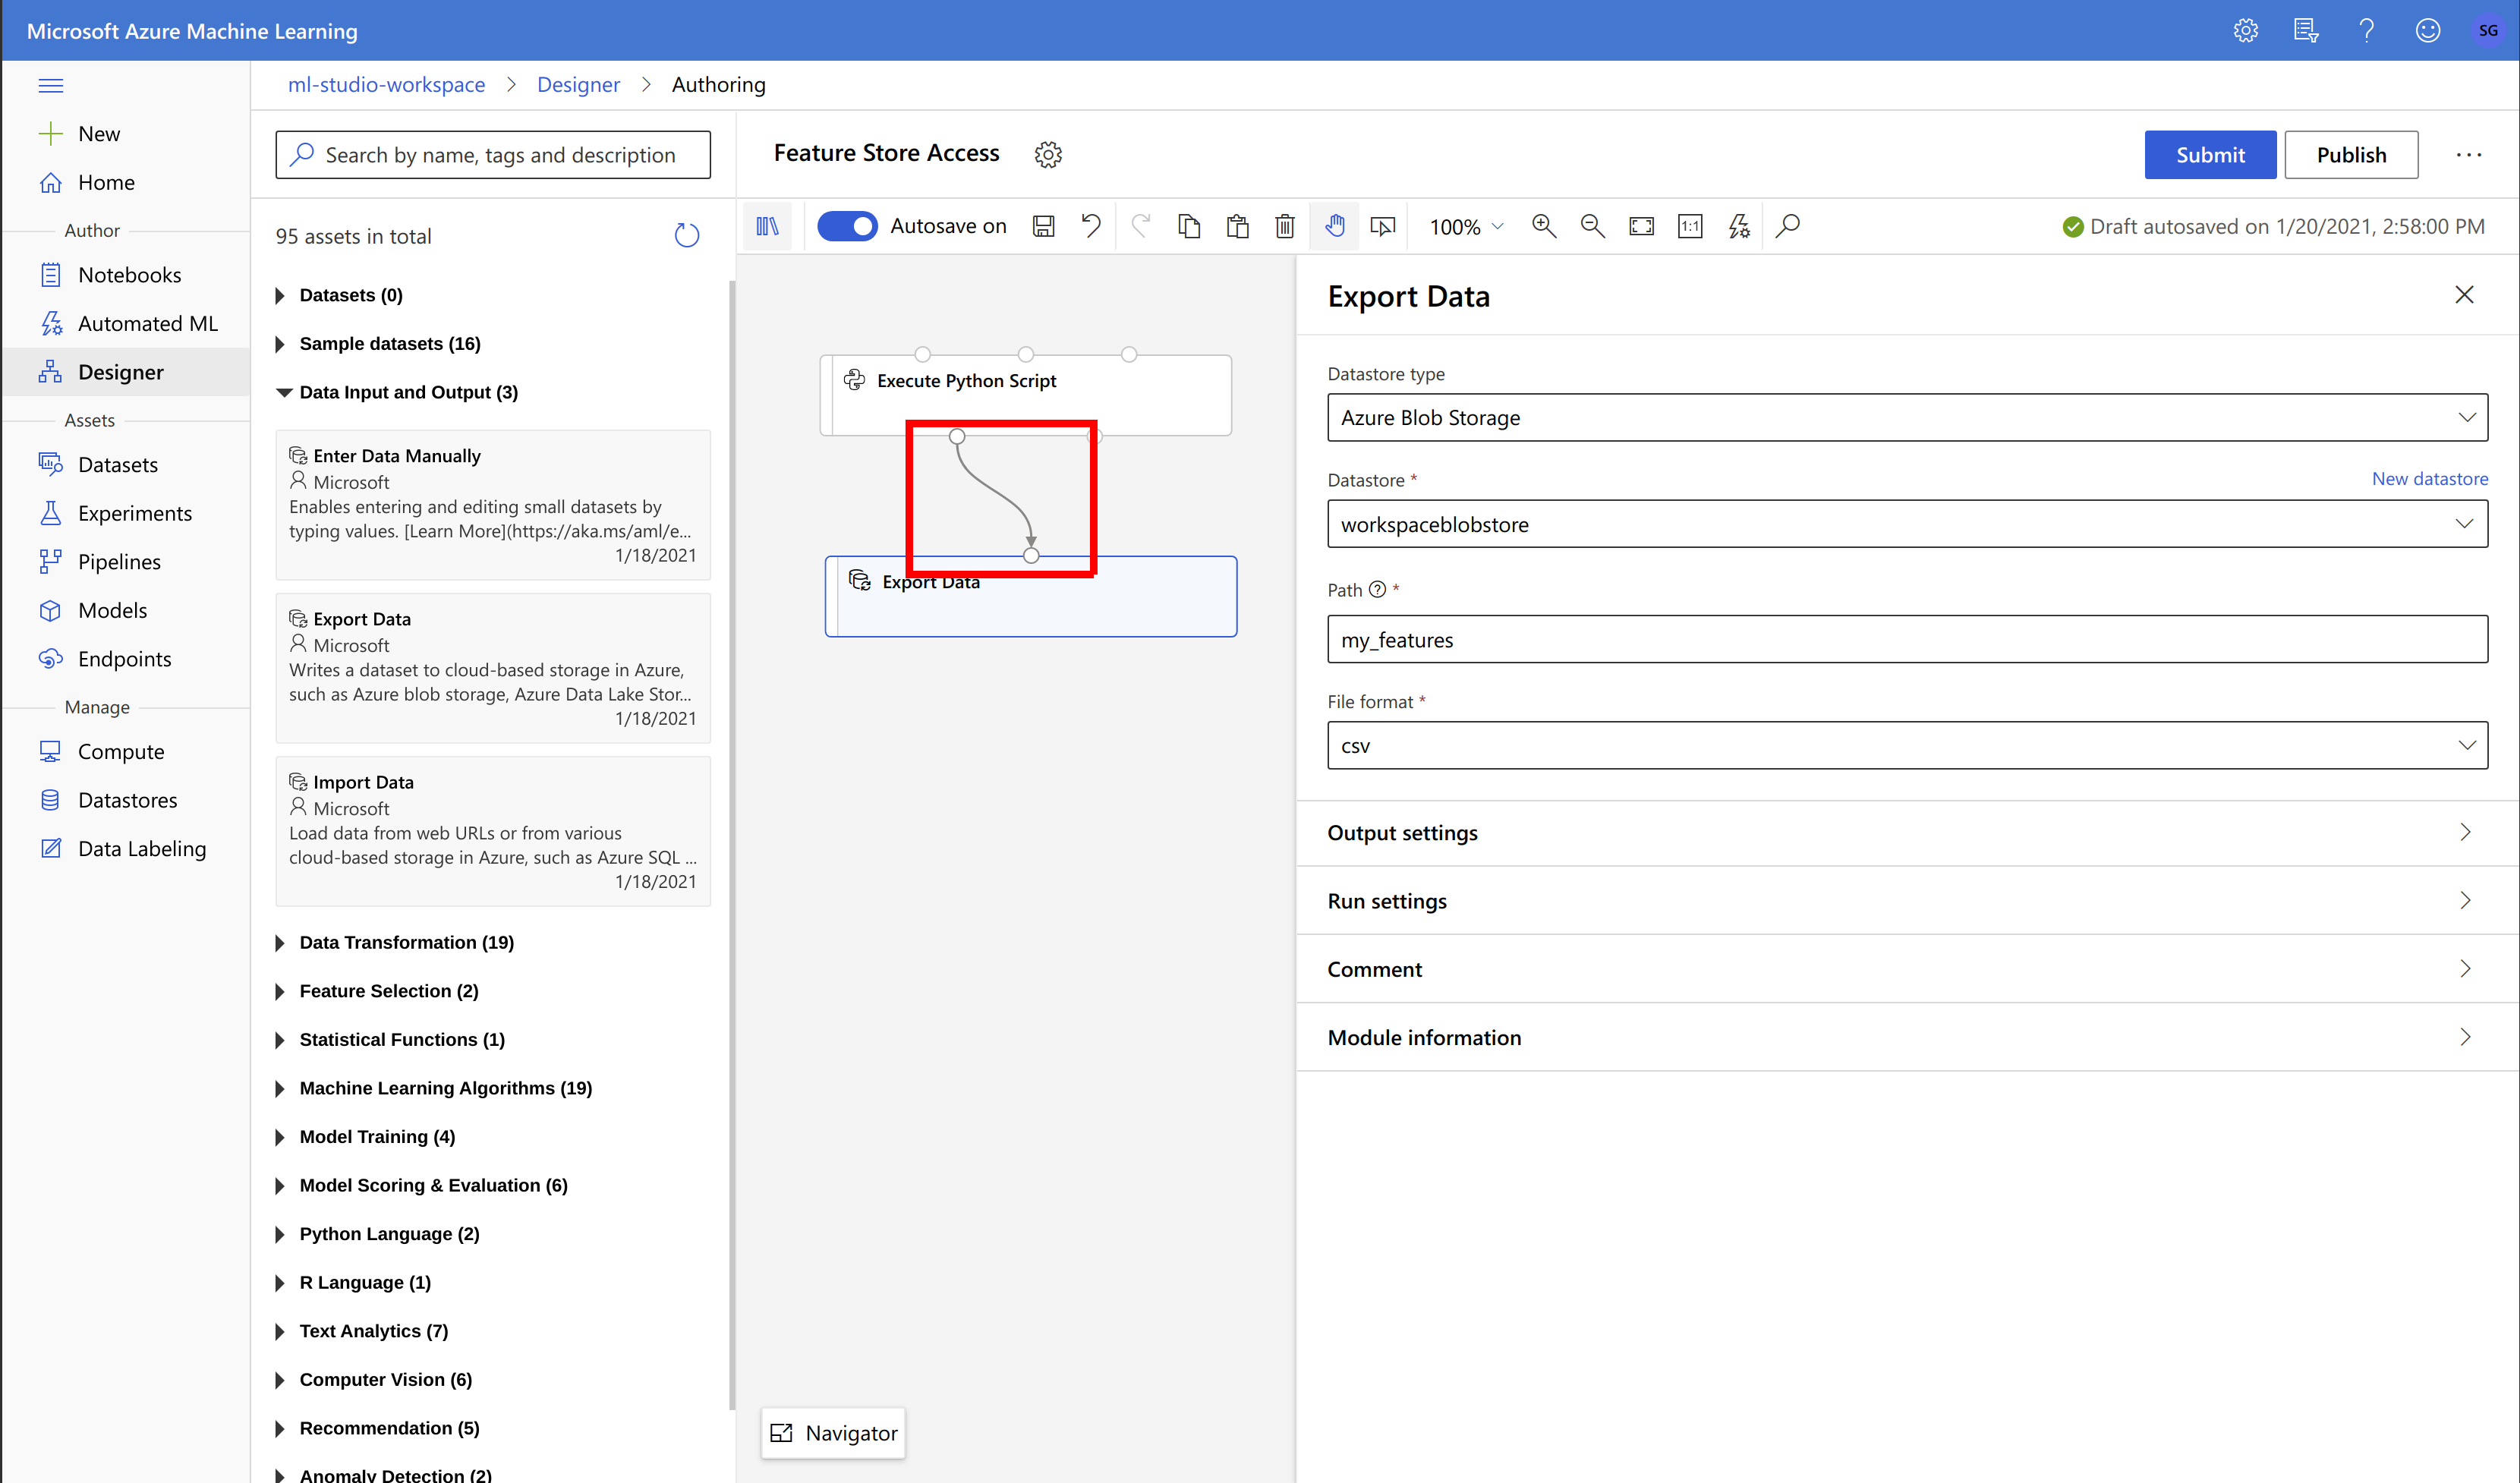 Microsoft Azure Machine Learning
SG
ml-studio-workspace > Designer > Authoring
New
Home
Author
Notebooks
Automated ML
Designer
Assets
Datasets
Experiments
Pipelines
Models
Endpoints
Manage
Compute
Datastores
Data Labeling
Search by name, tags and description
95 assets in total
Datasets (0)
Sample datasets (16)
Data Input and Output (3)
Enter Data Manually
Microsoft
Enables entering and editing small datasets by
typing values. [Learn More](https://aka.ms/aml/e...
1/18/2021
Export Data
Microsoft
Writes a dataset to cloud-based storage in Azure,
such as Azure blob storage, Azure Data Lake Stor...
1/18/2021
Import Data
Microsoft
Load data from web URLs or from various
cloud-based storage in Azure, such as Azure SQL ...
1/18/2021
Data Transformation (19)
Feature Selection (2)
Statistical Functions (1)
Machine Learning Algorithms (19)
Model Training (4)
Model Scoring & Evaluation (6)
Python Language (2)
R Language (1)
Text Analytics (7)
Computer Vision (6)
Recommendation (5)
Anomaly Detection (2)
Feature Store Access
Submit
Publish
Autosave on
100%
1:1
Draft autosaved on 1/20/2021, 2:58:00 PM
Execute Python Script
Export Data
Navigator
Export Data
Datastore type
Azure Blob Storage
Datastore *
New datastore
workspaceblobstore
Path ? *
my_features
File format *
csv
Output settings
Run settings
Comment
Module information